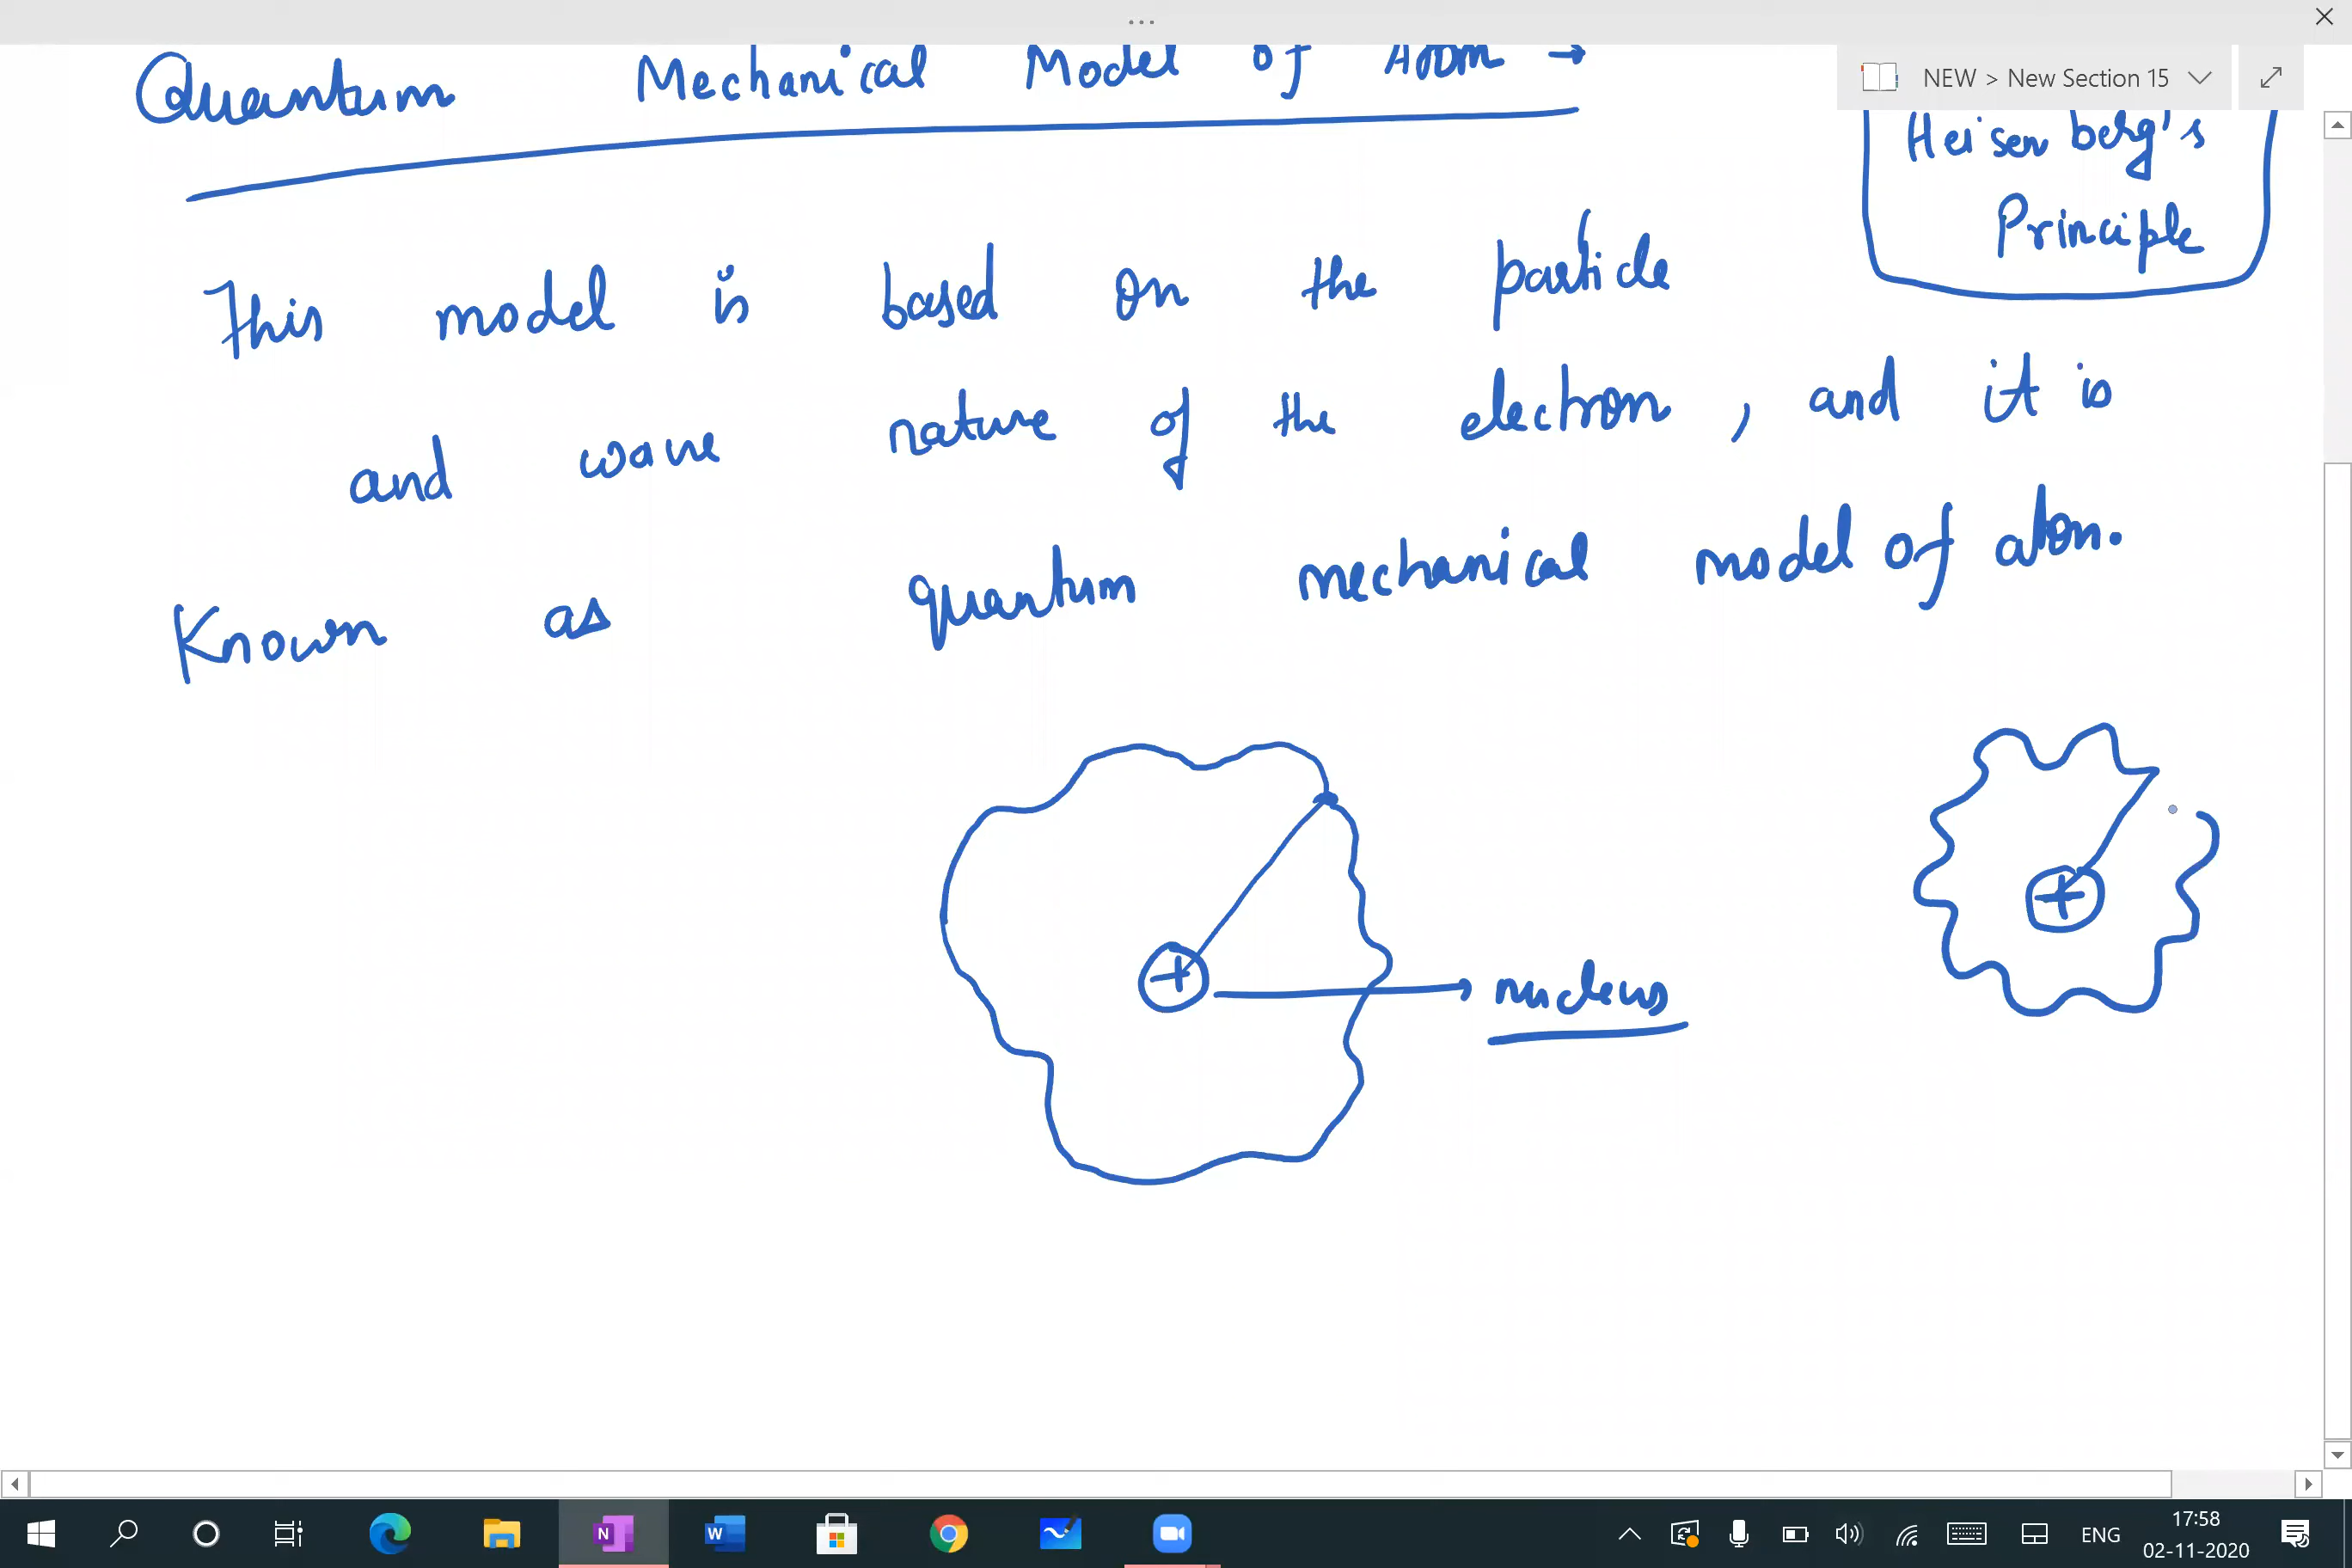 ...
NEW > New Section 15
Quantum Mechanical Model of Atom →
Heisenberg's
Principle
This model is based on the particle
and wave nature of the electron, and it is
Known as quantum mechanical model of atom.
+
+
nucleus
N
W
ENG
17:58
02-11-2020